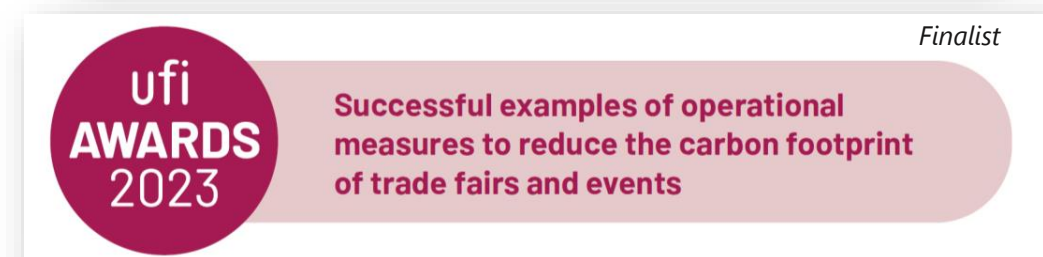 Finalist
ufi
AWARDS
2023
Successful examples of operational
measures to reduce the carbon footprint
of trade fairs and events